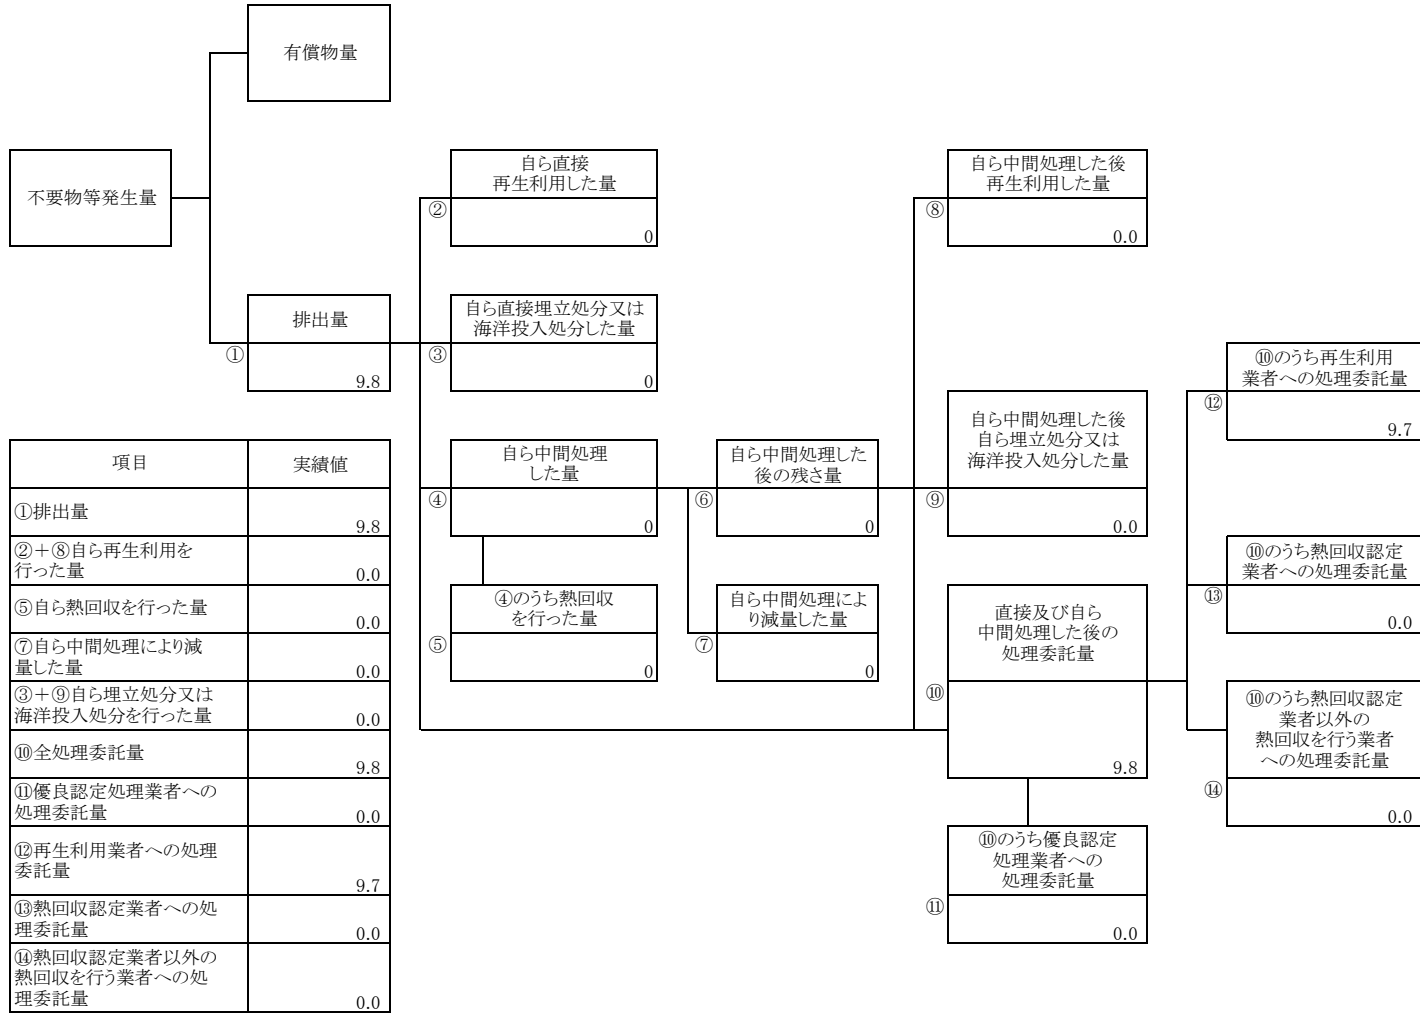 有償物量
不要物等発生量
自ら直接
再生利用した量
②
0
自ら中間処理した後
再生利用した量
⑧
0.0
排出量
①
9.8
自ら直接埋立処分又は
海洋投入処分した量
③
0
⑩のうち再生利用
業者への処理委託量
⑫
9.7
自ら中間処理した後
自ら埋立処分又は
海洋投入処分した量
⑨
0.0
自ら中間処理
した量
④
0
自ら中間処理した
後の残さ量
⑥
0
⑩のうち熱回収認定
業者への処理委託量
⑬
0.0
④のうち熱回収
を行った量
⑤
0
自ら中間処理によ
り減量した量
⑦
0
直接及び自ら
中間処理した後の
処理委託量
⑩
9.8
⑩のうち熱回収認定
業者以外の
熱回収を行う業者
への処理委託量
⑭
0.0
⑩のうち優良認定
処理業者への
処理委託量
⑪
0.0
項目 実績値
①排出量
9.8
②＋⑧自ら再生利用を
行った量
0.0
⑤自ら熱回収を行った量
0.0
⑦自ら中間処理により減
量した量
0.0
③＋⑨自ら埋立処分又は
海洋投入処分を行った量
0.0
⑩全処理委託量
9.8
⑪優良認定処理業者への
処理委託量
0.0
⑫再生利用業者への処理
委託量
9.7
⑬熱回収認定業者への処
理委託量
0.0
⑭熱回収認定業者以外の
熱回収を行う業者への処
理委託量
0.0